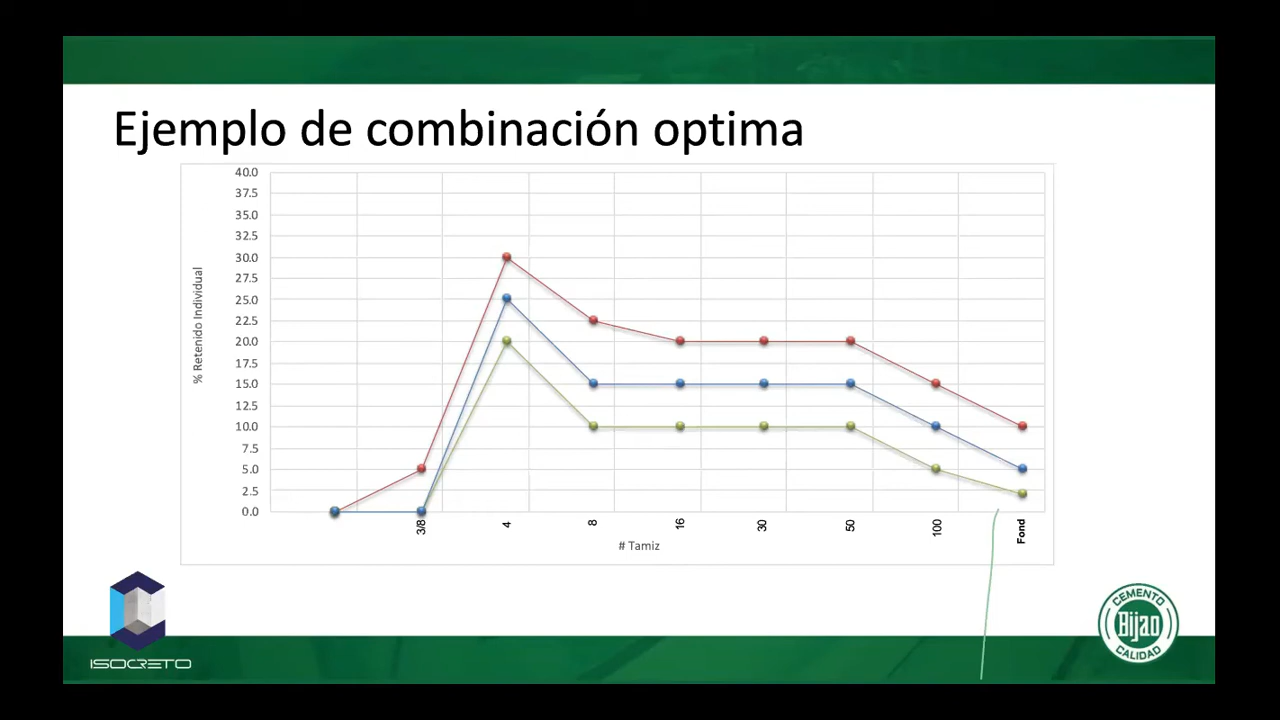 Ejemplo de combinación optima
40.0
37.5
35.0
32.5
30.0
27.5
25.0
22.5
20.0
17.5
15.0
12.5
10.0
7.5
5.0
2.5
0.0
% Retenido Individual
3/8 4 8 16 30 50 100 Fond
# Tamiz
ISOCRETO
CEMENTO
Bijao
CALIDAD